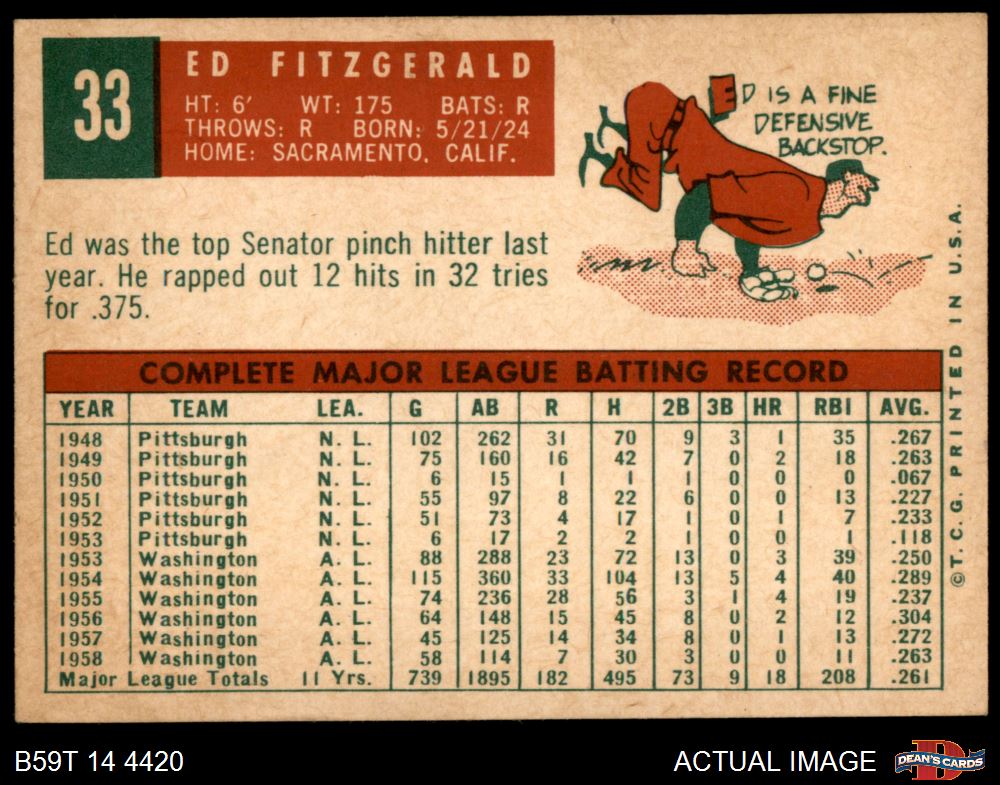 33
ED FITZGERALD
HT: 6' WT: 175 BATS: R
THROWS: R BORN: 5/21/24
HOME: SACRAMENTO, CALIF.
ED IS A FINE
DEFENSIVE
BACKSTOP.
Ed was the top Senator pinch hitter last
year. He rapped out 12 hits in 32 tries
for .375.
COMPLETE MAJOR LEAGUE BATTING RECORD
YEAR TEAM LEA. G AB R H 2B 3B HR RBI AVG.
1948 Pittsburgh N. L. 102 262 31 70 9 3 1 35 .267
1949 Pittsburgh N. L. 75 160 16 42 7 0 2 18 .263
1950 Pittsburgh N. L. 6 15 1 1 1 0 0 0 .067
1951 Pittsburgh N. L. 55 97 8 22 6 0 0 13 .227
1952 Pittsburgh N. L. 51 73 4 17 1 0 1 7 .233
1953 Pittsburgh N. L. 6 17 2 2 1 0 0 1 .118
1953 Washington A. L. 88 288 23 72 13 0 3 39 .250
1954 Washington A. L. 115 360 33 104 13 5 4 40 .289
1955 Washington A. L. 74 236 28 56 3 1 4 19 .237
1956 Washington A. L. 64 148 15 45 8 0 2 12 .304
1957 Washington A. L. 45 125 14 34 8 0 1 13 .272
1958 Washington A. L. 58 114 7 30 3 0 0 11 .263
Major League Totals 11 Yrs. 739 1895 182 495 73 9 18 208 .261
©T.C.G. PRINTED IN U.S.A.
B59T 14 4420
ACTUAL IMAGE
DEAN'S CARDS